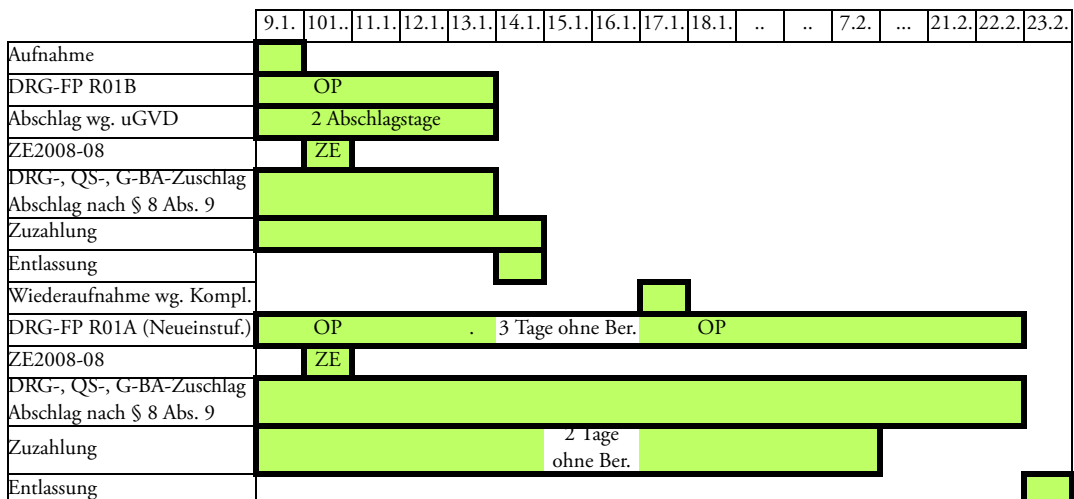 9.1. 101.. 11.1. 12.1. 13.1. 14.1. 15.1. 16.1. 17.1. 18.1. .. .. 7.2. ... 21.2. 22.2. 23.2.
Aufnahme
DRG-FP R01B OP
Abschlag wg. uGVD 2 Abschlagstage
ZE2008-08 ZE
DRG-, QS-, G-BA-Zuschlag
Abschlag nach § 8 Abs. 9
Zuzahlung
Entlassung
Wiederaufnahme wg. Kompl.
DRG-FP R01A (Neueinstuf.) OP . 3 Tage ohne Ber. OP
ZE2008-08 ZE
DRG-, QS-, G-BA-Zuschlag
Abschlag nach § 8 Abs. 9
Zuzahlung 2 Tage
ohne Ber.
Entlassung